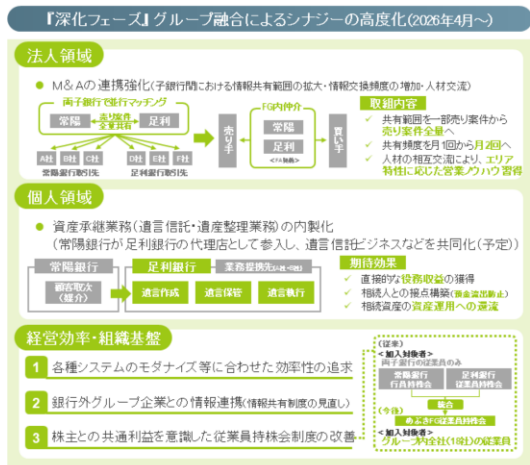 『深化フェーズ』グループ融合によるシナジーの高度化(2026年4月～)
法人領域
● M&Aの連携強化(子銀行間における情報共有範囲の拡大・情報交換頻度の増加・人材交流)
両子銀行で並行マッチング
常陽
売り案件
全量共有
足利
A社 B社 C社 D社 E社 F社
常陽銀行取引先 足利銀行取引先
売り手
FG内仲介
常陽
足利
買い手
取組内容
✓ 共有範囲を一部売り案件から
売り案件全量へ
✓ 共有頻度を月1回から月2回へ
✓ 人材の相互交流により、エリア
特性に応じた営業ノウハウ習得
個人領域
● 資産承継業務(遺言信託・遺産整理業務)の内製化
(常陽銀行が足利銀行の代理店として参入し、遺言信託ビジネスなどを共同化(予定))
常陽銀行
顧客取次
(媒介)
足利銀行
業務提携先
遺言作成 遺言保管 遺言執行
期待効果
✓ 直接的な役務収益の獲得
✓ 相続人との接点構築(預金流出防止)
✓ 相続資産の資産運用への還流
経営効率・組織基盤
1 各種システムのモダナイズ等に合わせた効率性の追求
2 銀行外グループ企業との情報連携(情報共有制度の見直し)
3 株主との共通利益を意識した従業員持株会制度の改善
(従来)
<加入対象者>
両子銀行の従業員のみ
常陽銀行
行員持株会
足利銀行
従業員持株会
統合
(今後)
めぶきFG従業員持株会
<加入対象者>
グループ内全社(18社)の従業員